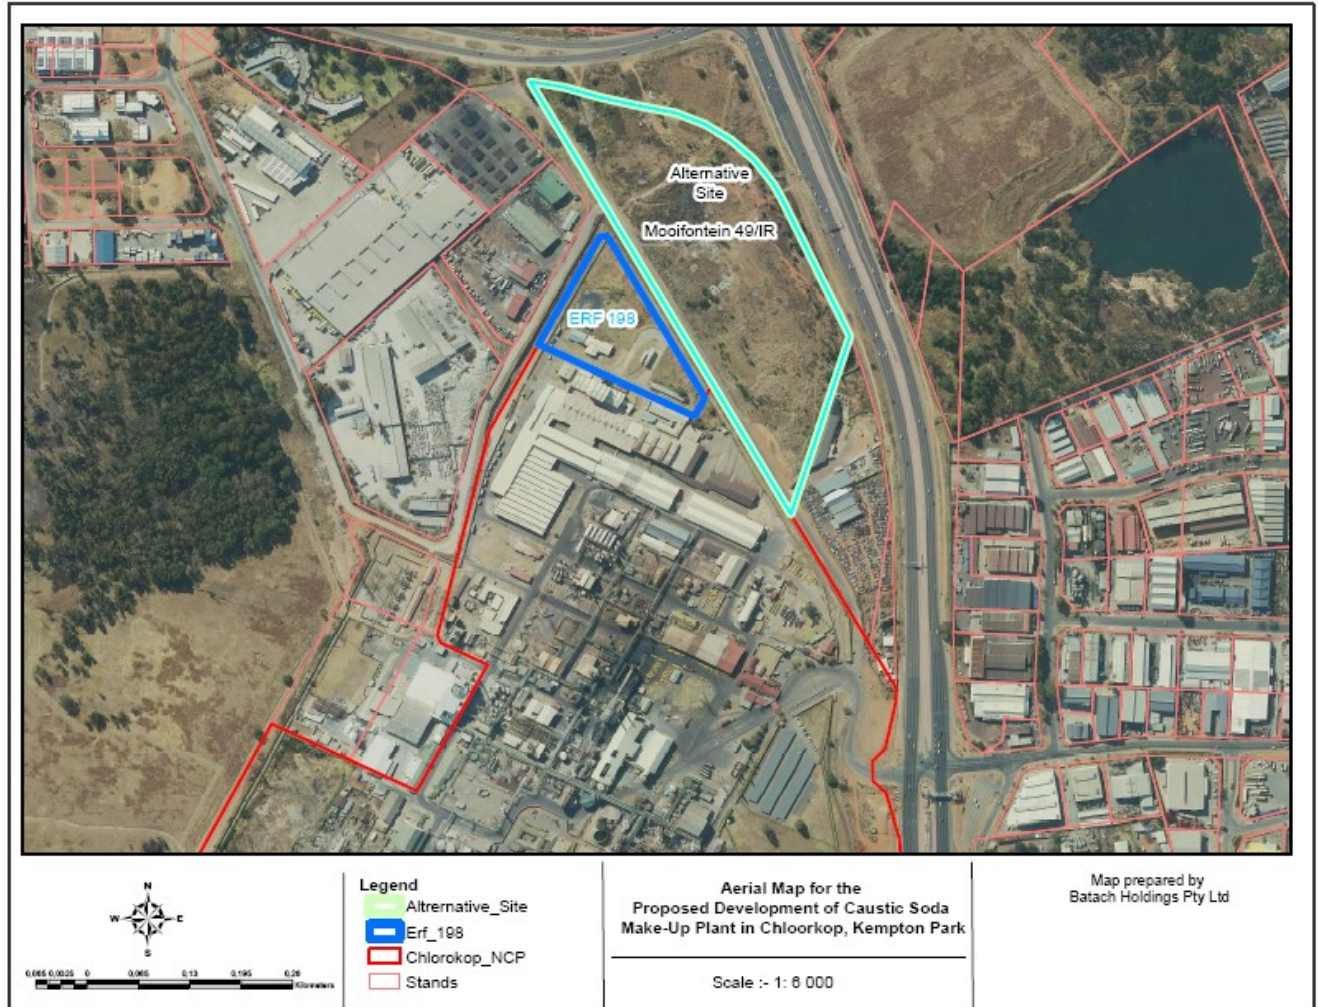 Alternative
Site
Mooifontein 49/IR
ERF 198
N
W
E
S
0,065 0,0325 0 0,065 0,13 0,195 0,26
Kilometers
Legend
Altrernative_Site
Erf_198
Chlorokop_NCP
Stands
Aerial Map for the
Proposed Development of Caustic Soda
Make-Up Plant in Chloorkop, Kempton Park
Scale :- 1: 6 000
Map prepared by
Batach Holdings Pty Ltd